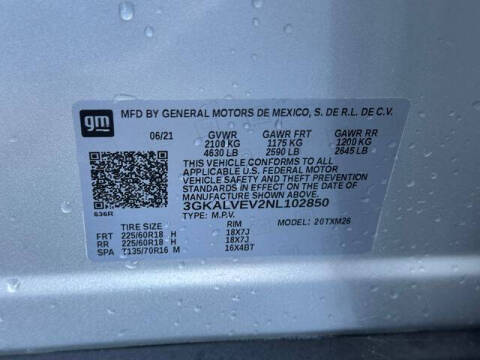 gm
MFD BY GENERAL MOTORS DE MEXICO, S. DE R.L. DE C.V.
06/21 GVWR GAWR FRT GAWR RR
2100 KG 1175 KG 1200 KG
4630 LB 2590 LB 2645 LB
THIS VEHICLE CONFORMS TO ALL
APPLICABLE U.S. FEDERAL MOTOR
VEHICLE SAFETY AND THEFT PREVENTION
STANDARDS IN EFFECT ON THE DATE OF
MANUFACTURE SHOWN ABOVE.
3GKALVEV2NL102850
636R TYPE: M.P.V. MODEL: 20TXM26
TIRE SIZE RIM
FRT 225/60R18 H 18X7J
RR 225/60R18 H 18X7J
SPA T135/70R16 M 16X4BT